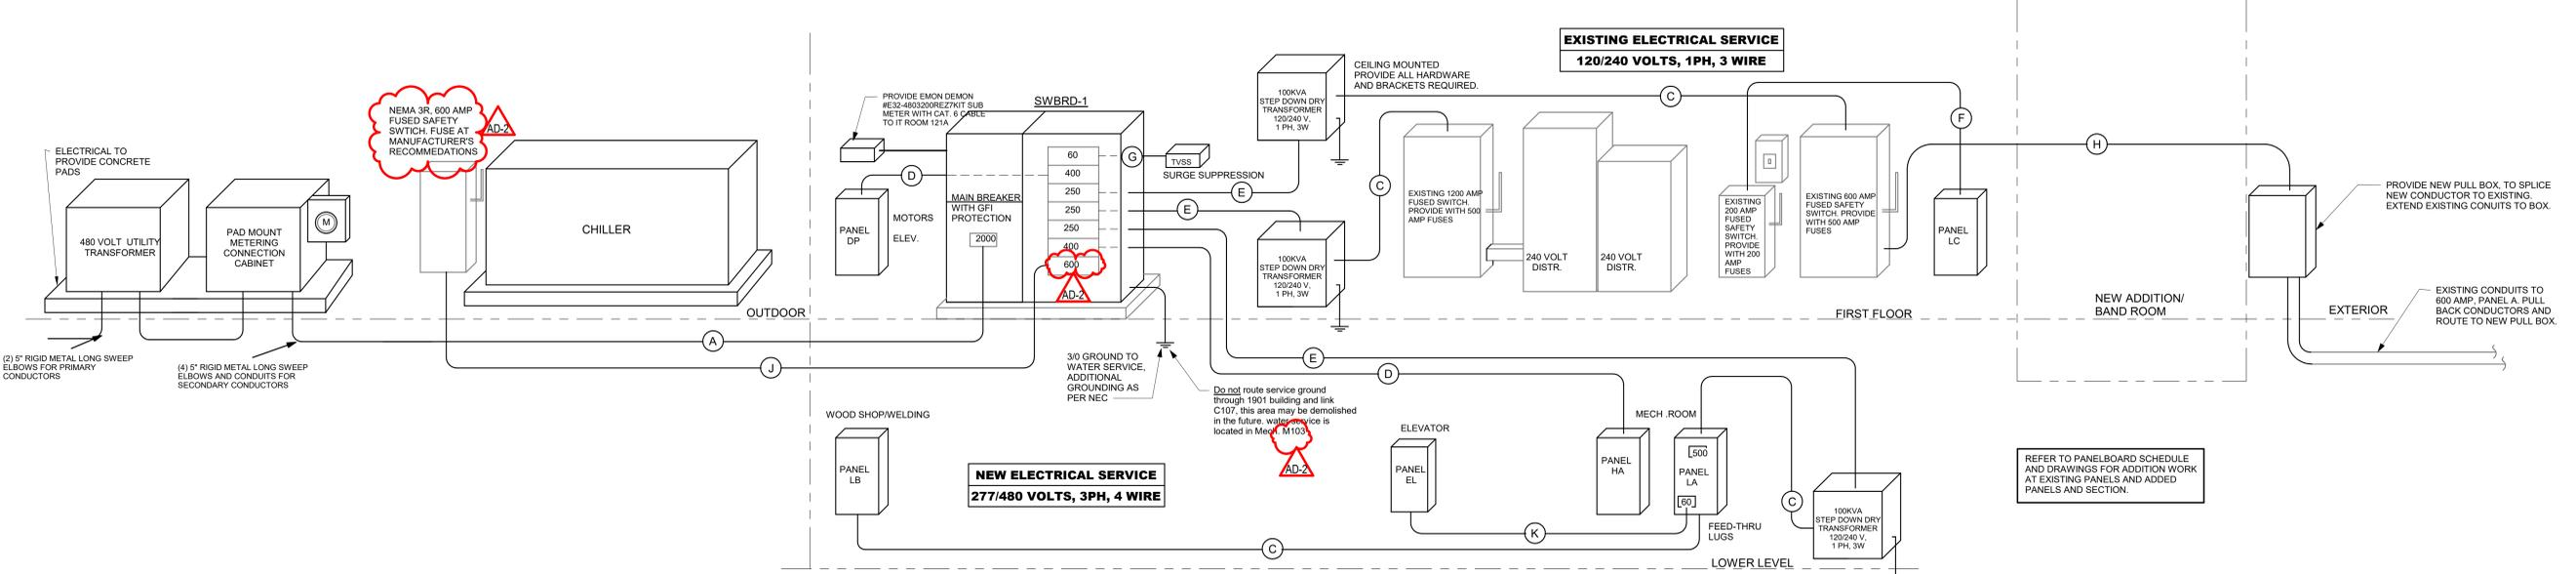 EXISTING ELECTRICAL SERVICE
120/240 VOLTS, 1PH, 3 WIRE
ELECTRICAL TO
PROVIDE CONCRETE
PADS
480 VOLT UTILITY
TRANSFORMER
PAD MOUNT
METERING
CONNECTION
CABINET
M
(2) 5" RIGID METAL LONG SWEEP
ELBOWS FOR PRIMARY
CONDUCTORS
(4) 5" RIGID METAL LONG SWEEP
ELBOWS AND CONDUITS FOR
SECONDARY CONDUCTORS
NEMA 3R, 600 AMP
FUSED SAFETY
SWTICH. FUSE AT
MANUFACTURER'S
RECOMMEDATIONS
AD-2
CHILLER
OUTDOOR
A
J
PROVIDE EMON DEMON
#E32-4803200REZ7KIT SUB
METER WITH CAT. 6 CABLE
TO IT ROOM 121A
SWBRD-1
D
PANEL
DP
MOTORS
ELEV.
MAIN BREAKER
WITH GFI
PROTECTION
2000
60
400
250
250
250
400
600
AD-2
G
TVSS
SURGE SUPPRESSION
E
E
100KVA
STEP DOWN DRY
TRANSFORMER
120/240 V,
1 PH, 3W
CEILING MOUNTED
PROVIDE ALL HARDWARE
AND BRACKETS REQUIRED.
100KVA
STEP DOWN DRY
TRANSFORMER
120/240 V,
1 PH, 3W
C
C
EXISTING 1200 AMP
FUSED SWITCH.
PROVIDE WITH 500
AMP FUSES
240 VOLT
DISTR.
240 VOLT
DISTR.
EXISTING
200 AMP
FUSED
SAFETY
SWITCH.
PROVIDE
WITH 200
AMP
FUSES
EXISTING 600 AMP
FUSED SAFETY
SWITCH. PROVIDE
WITH 500 AMP
FUSES
F
PANEL
LC
H
FIRST FLOOR
NEW ADDITION/
BAND ROOM
EXTERIOR
PROVIDE NEW PULL BOX, TO SPLICE
NEW CONDUCTOR TO EXISTING.
EXTEND EXISTING CONUITS TO BOX.
EXISTING CONDUITS TO
600 AMP, PANEL A. PULL
BACK CONDUCTORS AND
ROUTE TO NEW PULL BOX.
3/0 GROUND TO
WATER SERVICE,
ADDITIONAL
GROUNDING AS
PER NEC
Do not route service ground
through 1901 building and link
C107, this area may be demolished
in the future. water service is
located in Mech. M103
AD-2
E
D
WOOD SHOP/WELDING
PANEL
LB
NEW ELECTRICAL SERVICE
277/480 VOLTS, 3PH, 4 WIRE
C
ELEVATOR
PANEL
EL
K
MECH .ROOM
PANEL
HA
500
PANEL
LA
60
FEED-THRU
LUGS
C
100KVA
STEP DOWN DRY
TRANSFORMER
120/240 V,
1 PH, 3W
LOWER LEVEL
REFER TO PANELBOARD SCHEDULE
AND DRAWINGS FOR ADDITION WORK
AT EXISTING PANELS AND ADDED
PANELS AND SECTION.